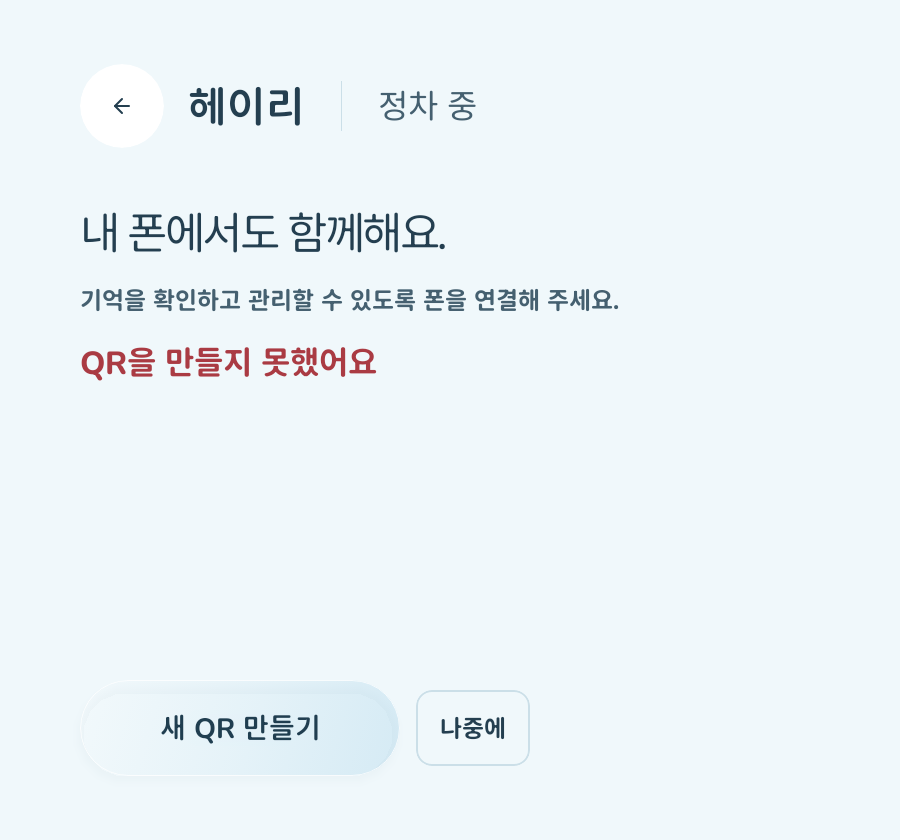 헤이리
정차 중
내 폰에서도 함께해요.
기억을 확인하고 관리할 수 있도록 폰을 연결해 주세요.
QR을 만들지 못했어요
새 QR 만들기
나중에